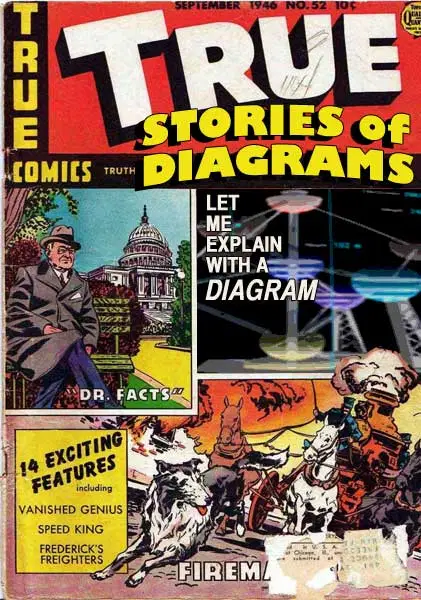 SEPTEMBER 1946 NO. 52 10¢
TRUE
TRUE
COMICS
TRUTH
STORIES of
DIAGRAMS
LET
ME
EXPLAIN
WITH A
DIAGRAM
DR. FACTS
14 EXCITING
FEATURES
including
VANISHED GENIUS
SPEED KING
FREDERICK'S
FREIGHTERS
FIREMA